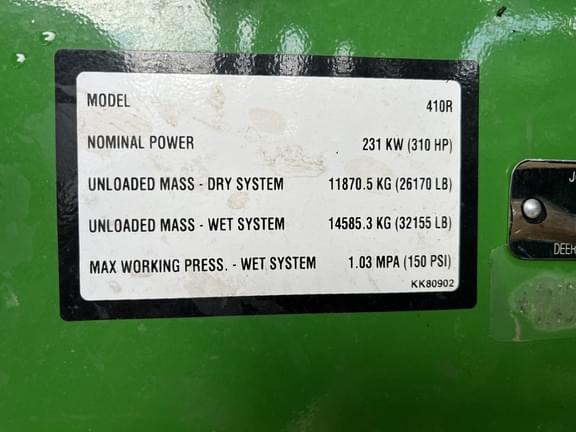 MODEL 410R
NOMINAL POWER 231 KW (310 HP)
UNLOADED MASS - DRY SYSTEM 11870.5 KG (26170 LB)
UNLOADED MASS - WET SYSTEM 14585.3 KG (32155 LB)
MAX WORKING PRESS. - WET SYSTEM 1.03 MPA (150 PSI)
KK80902
J
DEER